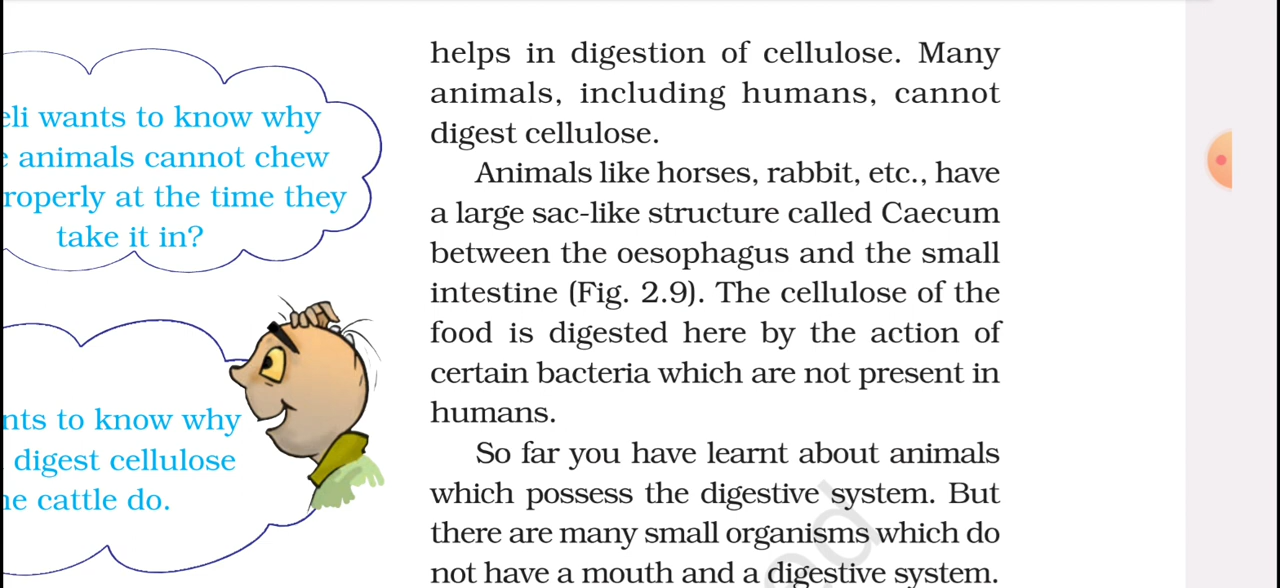 eli wants to know why
animals cannot chew
roperly at the time they
take it in?
nts to know why
digest cellulose
cattle do.
helps in digestion of cellulose. Many
animals, including humans, cannot
digest cellulose.
Animals like horses, rabbit, etc., have
a large sac-like structure called Caecum
between the oesophagus and the small
intestine (Fig. 2.9). The cellulose of the
food is digested here by the action of
certain bacteria which are not present in
humans.
So far you have learnt about animals
which possess the digestive system. But
there are many small organisms which do
not have a mouth and a digestive system.